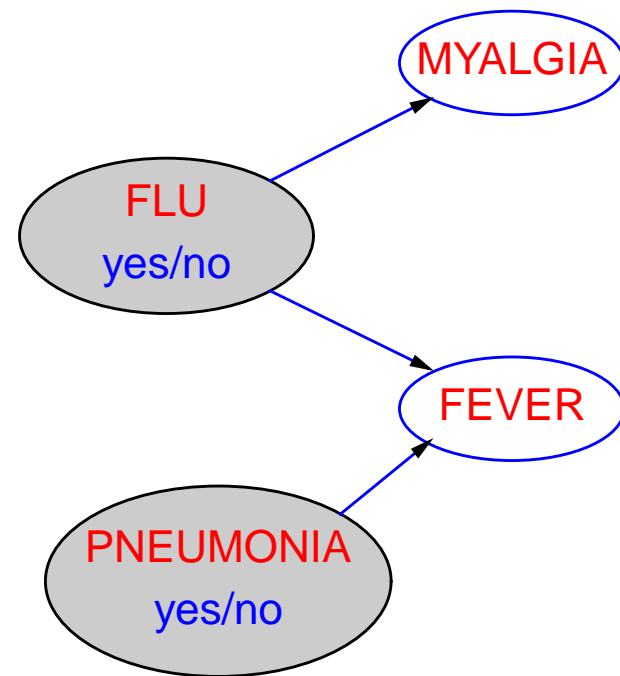 MYALGIA
FLU
yes/no
FEVER
PNEUMONIA
yes/no